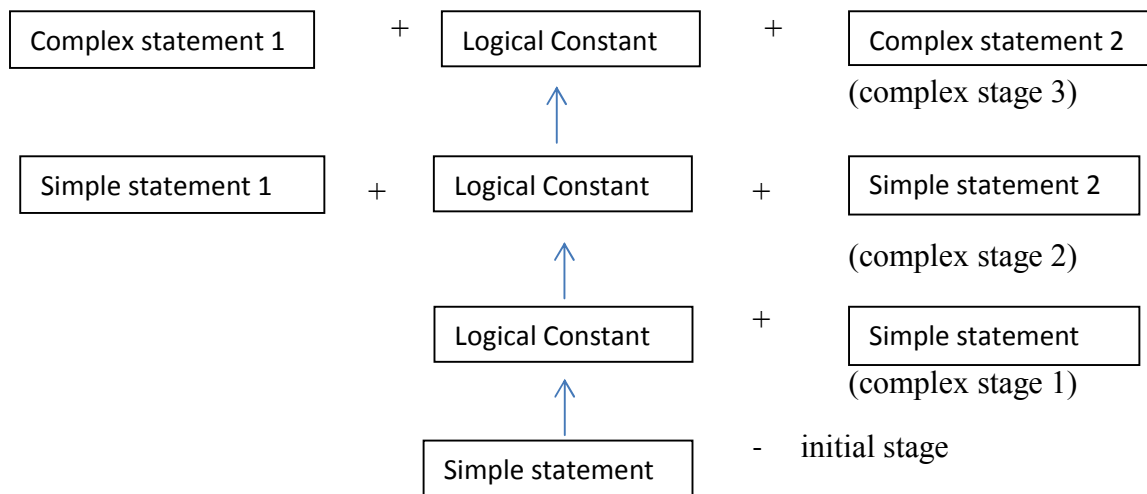 Complex statement 1 + Logical Constant + Complex statement 2
(complex stage 3)
Simple statement 1 + Logical Constant + Simple statement 2
(complex stage 2)
Logical Constant + Simple statement
(complex stage 1)
Simple statement - initial stage